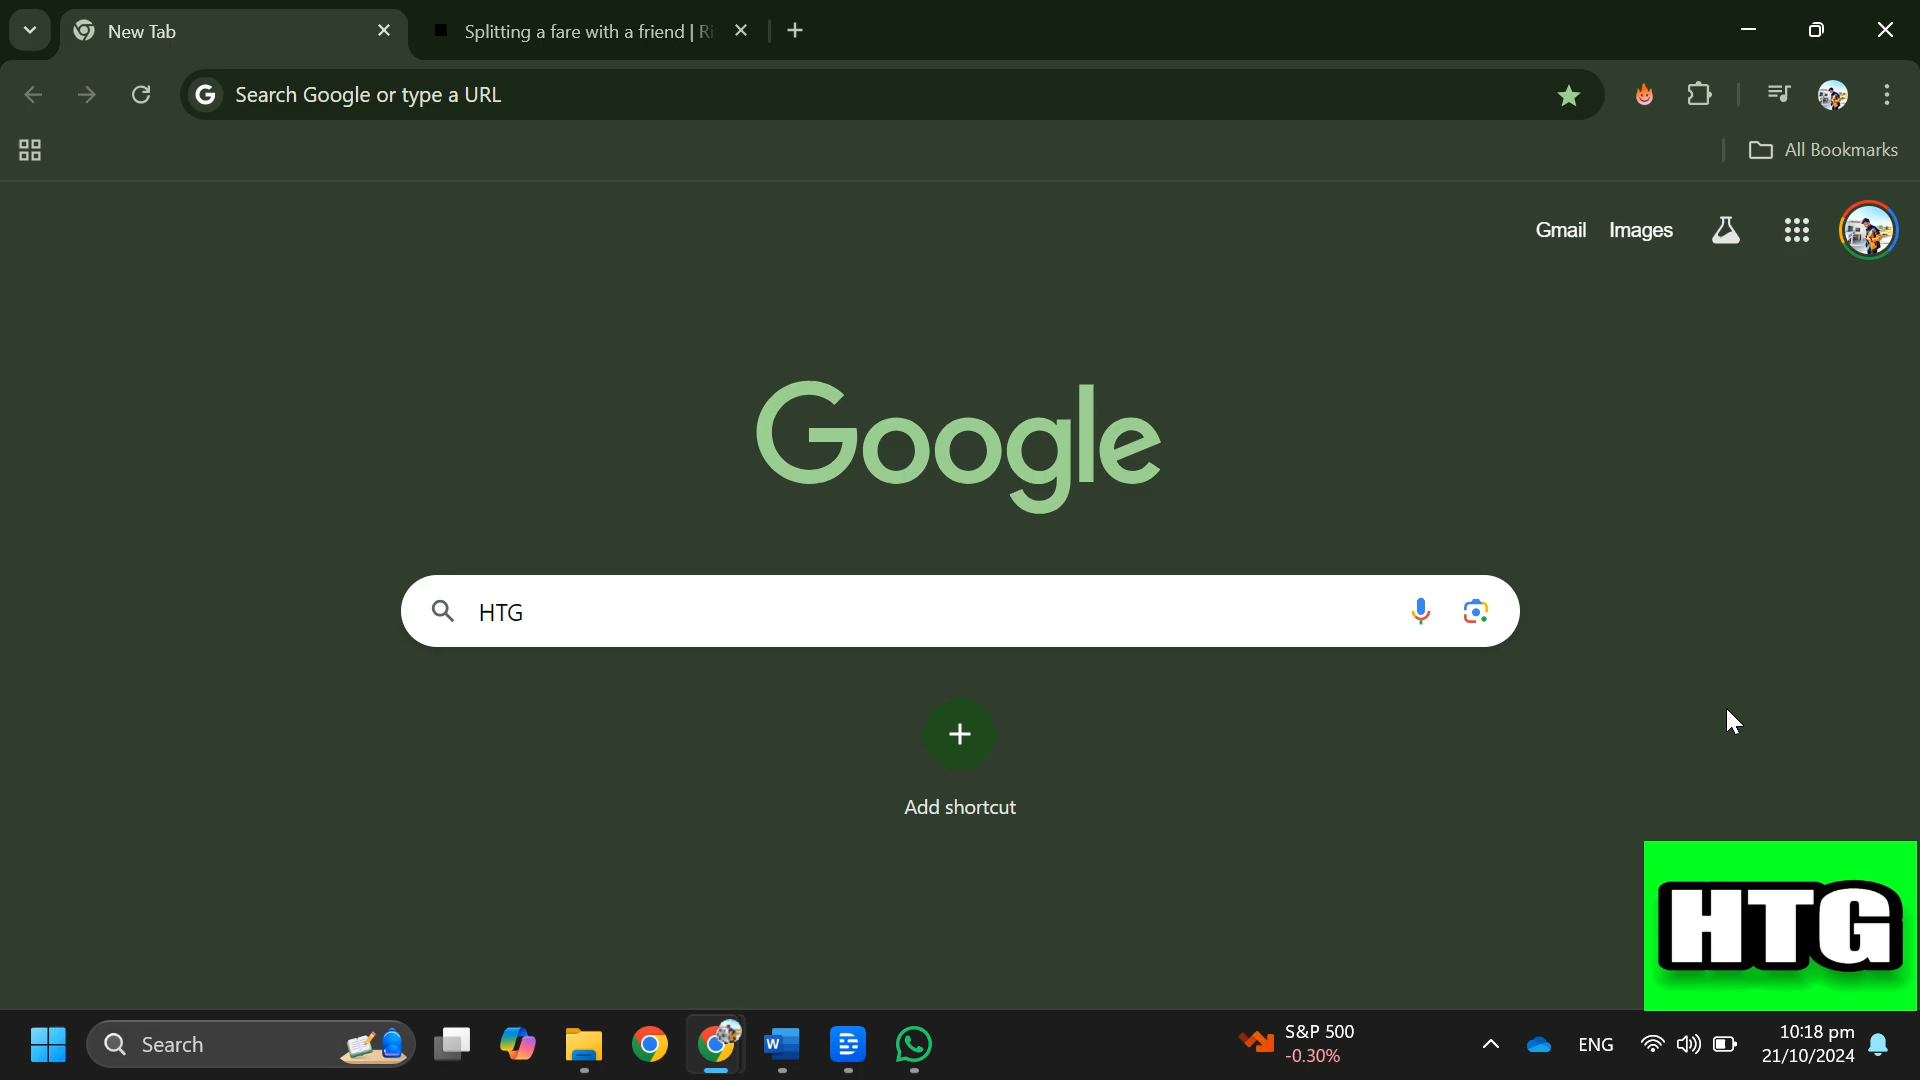 New Tab
Splitting a fare with a friend | Ri
Search Google or type a URL
All Bookmarks
Gmail Images
Google
HTG
Add shortcut
HTG
Search
S&P 500
-0.30%
ENG
10:18 pm
21/10/2024